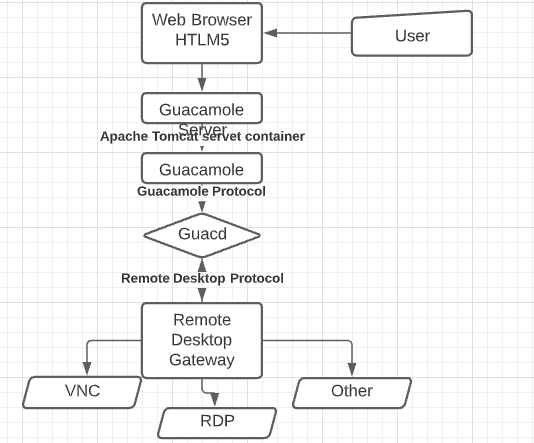 Web Browser
HTLM5
User
Guacamole
Server
Apache Tomcat servet container
Guacamole
Guacamole Protocol
Guacd
Remote Desktop Protocol
Remote
Desktop
Gateway
VNC
RDP
Other